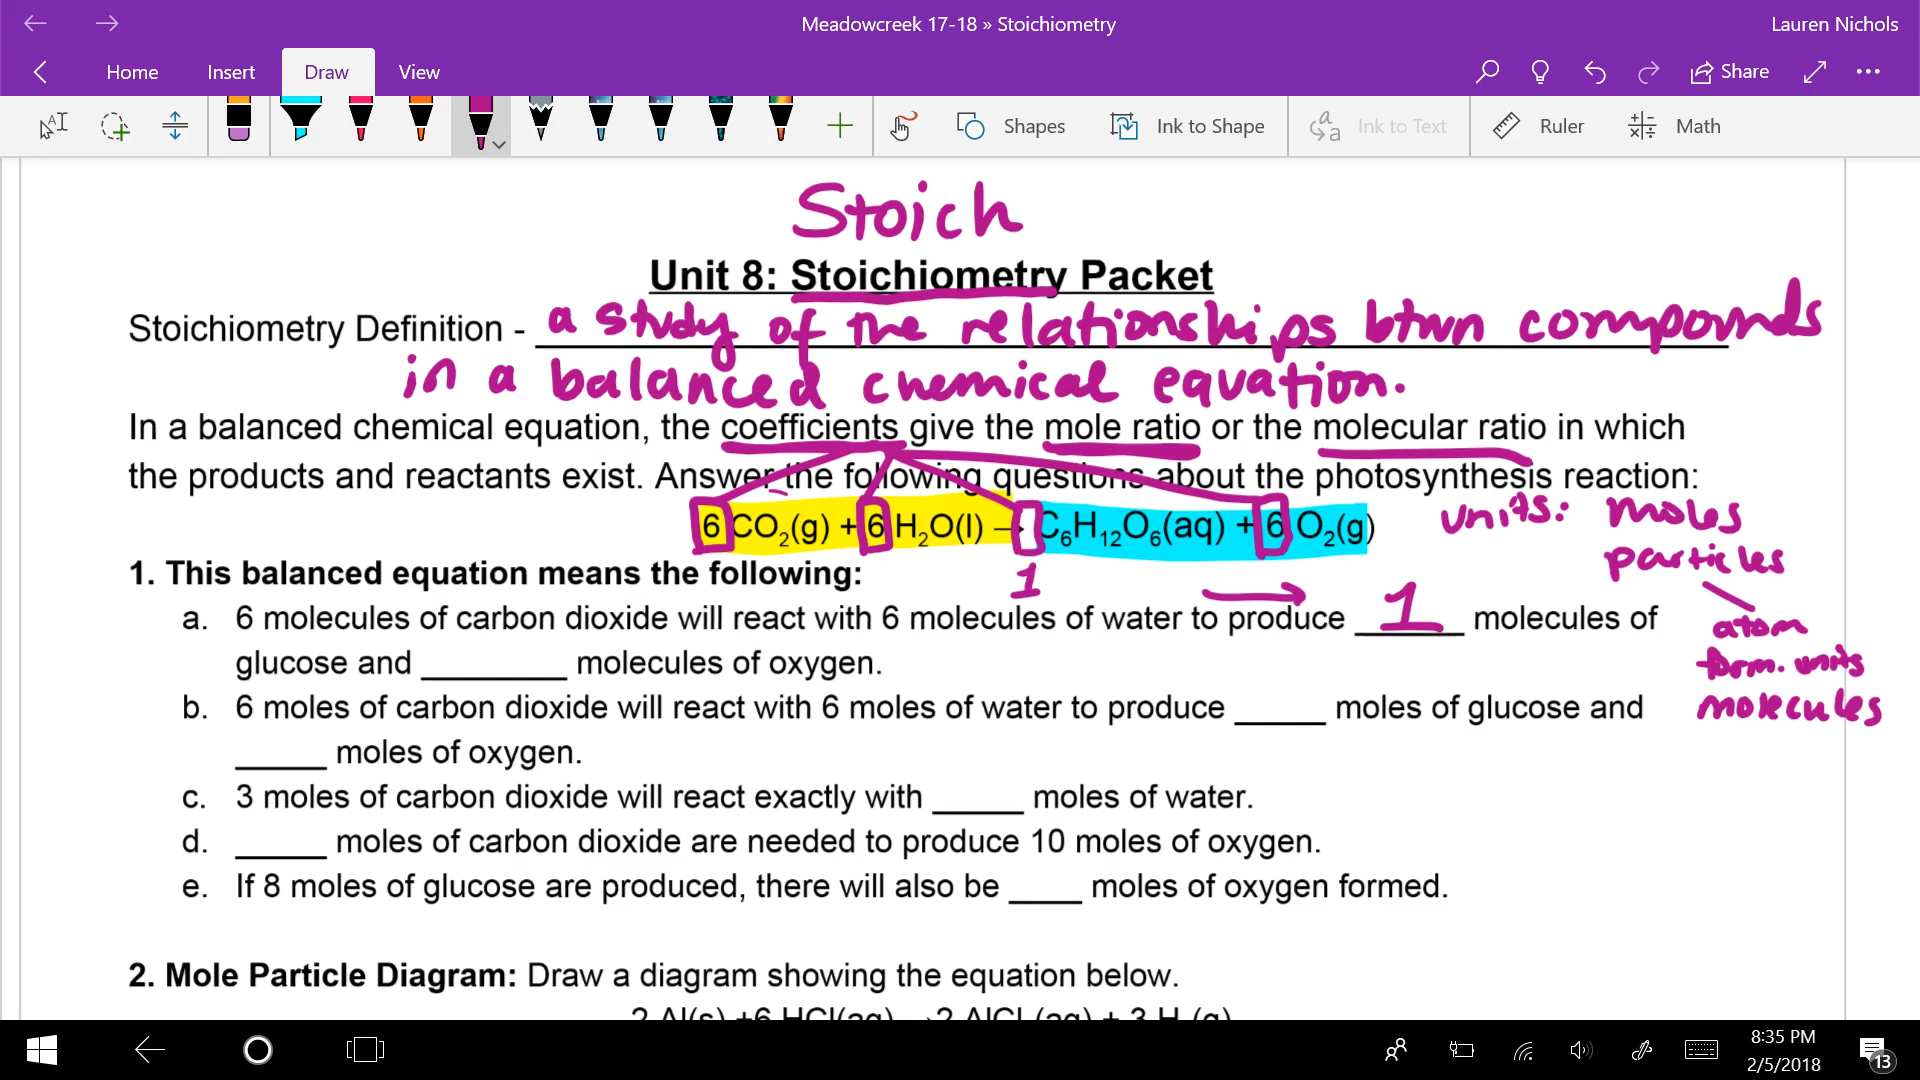 Meadowcreek 17-18 » Stoichiometry
Lauren Nichols
Home Insert Draw View
Share
Shapes Ink to Shape Ink to Text Ruler Math
Stoich
Unit 8: Stoichiometry Packet
Stoichiometry Definition - a study of the relationships btwn compounds
in a balanced chemical equation.
In a balanced chemical equation, the coefficients give the mole ratio or the molecular ratio in which
the products and reactants exist. Answer the following questions about the photosynthesis reaction:
6 CO₂(g) + 6 H₂O(l) → C₆H₁₂O₆(aq) + 6 O₂(g)
1
units: moles
particles
atom
form. units
molecules
1. This balanced equation means the following:
a. 6 molecules of carbon dioxide will react with 6 molecules of water to produce 1 molecules of
glucose and ________ molecules of oxygen.
b. 6 moles of carbon dioxide will react with 6 moles of water to produce _____ moles of glucose and
_____ moles of oxygen.
c. 3 moles of carbon dioxide will react exactly with _____ moles of water.
d. _____ moles of carbon dioxide are needed to produce 10 moles of oxygen.
e. If 8 moles of glucose are produced, there will also be ____ moles of oxygen formed.
2. Mole Particle Diagram: Draw a diagram showing the equation below.
2 Al(s) +6 HCl(aq) →2 AlCl (aq) + 3 H (g)
8:35 PM
2/5/2018
13